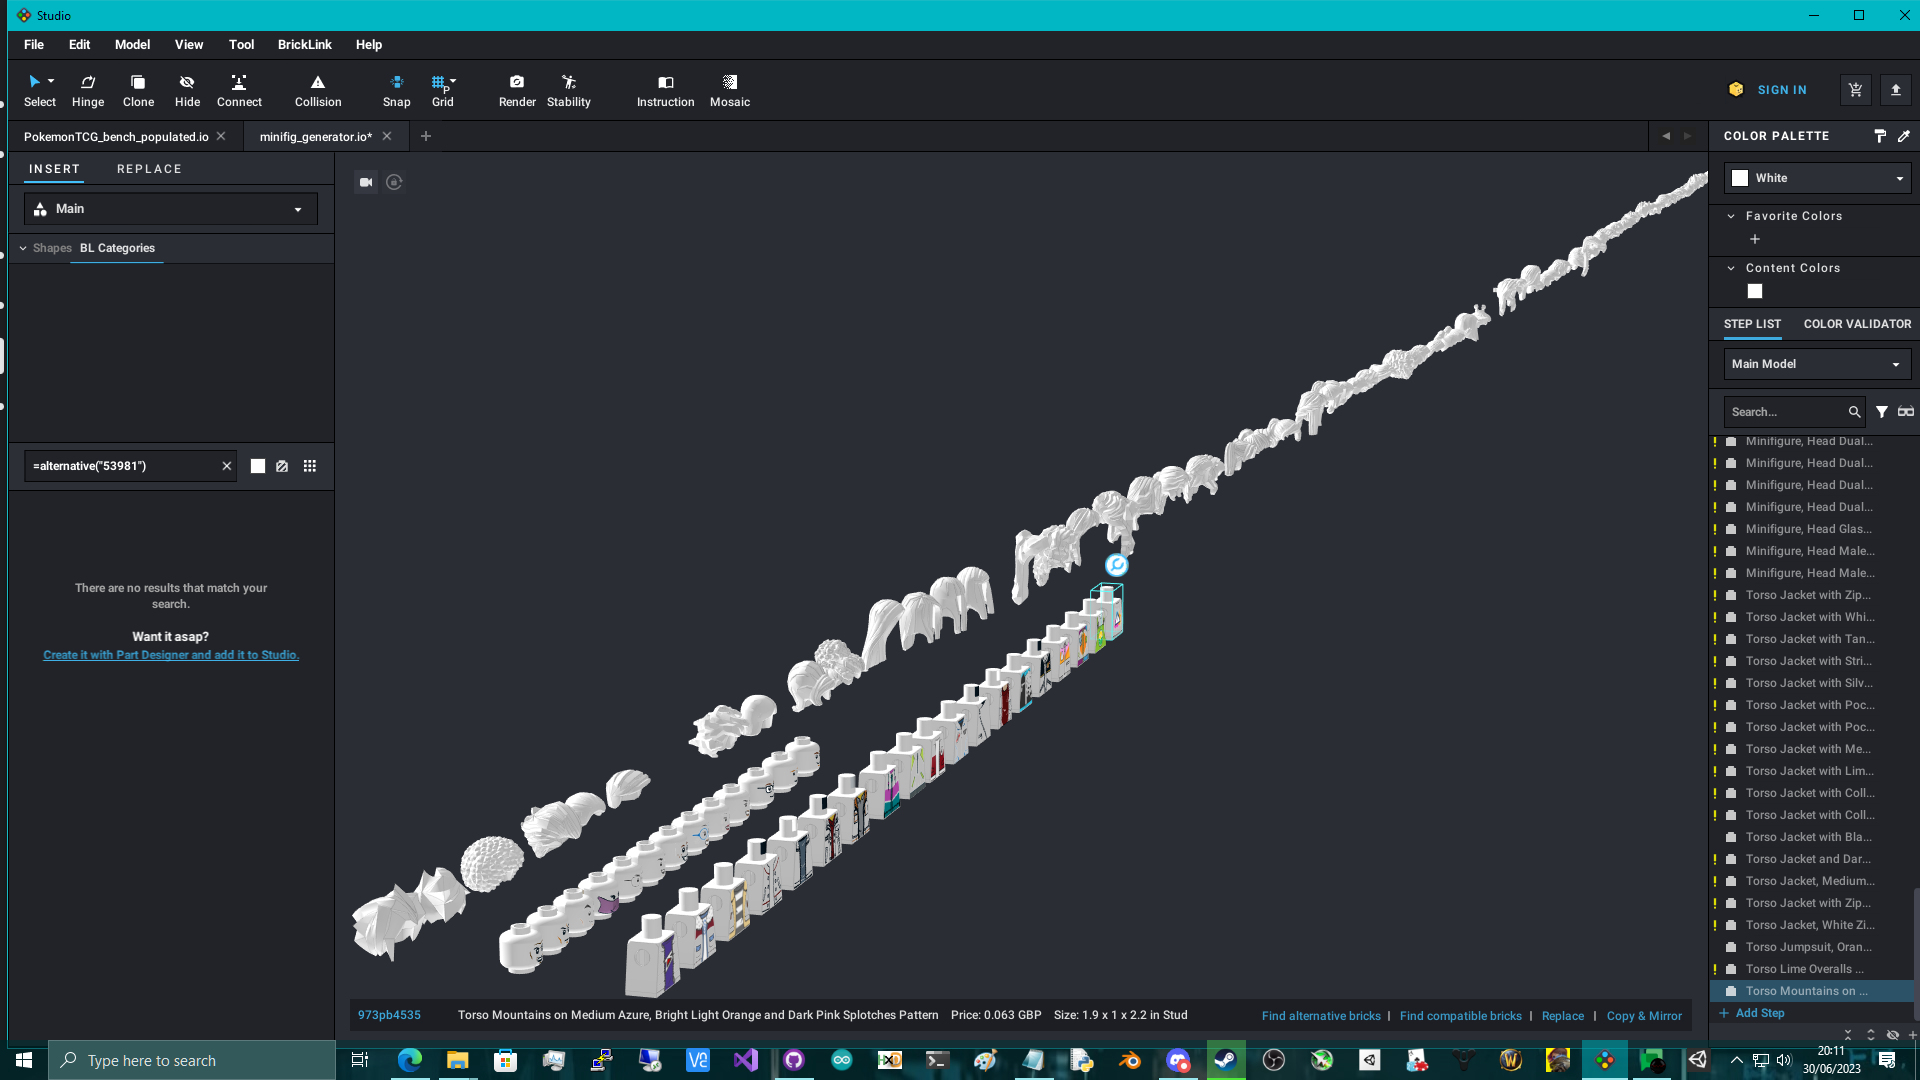 Studio
File Edit Model View Tool BrickLink Help
Select Hinge Clone Hide Connect Collision Snap Grid Render Stability Instruction Mosaic
SIGN IN
PokemonTCG_bench_populated.io
minifig_generator.io*
INSERT REPLACE
Main
Shapes BL Categories
=alternative("53981")
There are no results that match your
search.
Want it asap?
Create it with Part Designer and add it to Studio.
973pb4535 Torso Mountains on Medium Azure, Bright Light Orange and Dark Pink Splotches Pattern Price: 0.063 GBP Size: 1.9 x 1 x 2.2 in Stud
Find alternative bricks | Find compatible bricks | Replace | Copy & Mirror
COLOR PALETTE
White
Favorite Colors
Content Colors
STEP LIST COLOR VALIDATOR
Main Model
Search...
Minifigure, Head Dual...
Minifigure, Head Dual...
Minifigure, Head Dual...
Minifigure, Head Dual...
Minifigure, Head Glas...
Minifigure, Head Male...
Minifigure, Head Male...
Torso Jacket with Zip...
Torso Jacket with Whi...
Torso Jacket with Tan...
Torso Jacket with Stri...
Torso Jacket with Silv...
Torso Jacket with Poc...
Torso Jacket with Poc...
Torso Jacket with Me...
Torso Jacket with Lim...
Torso Jacket with Coll...
Torso Jacket with Coll...
Torso Jacket with Bla...
Torso Jacket and Dar...
Torso Jacket, Medium...
Torso Jacket with Zip...
Torso Jacket, White Zi...
Torso Jumpsuit, Oran...
Torso Lime Overalls ...
Torso Mountains on ...
Add Step
Type here to search
20:11
30/06/2023